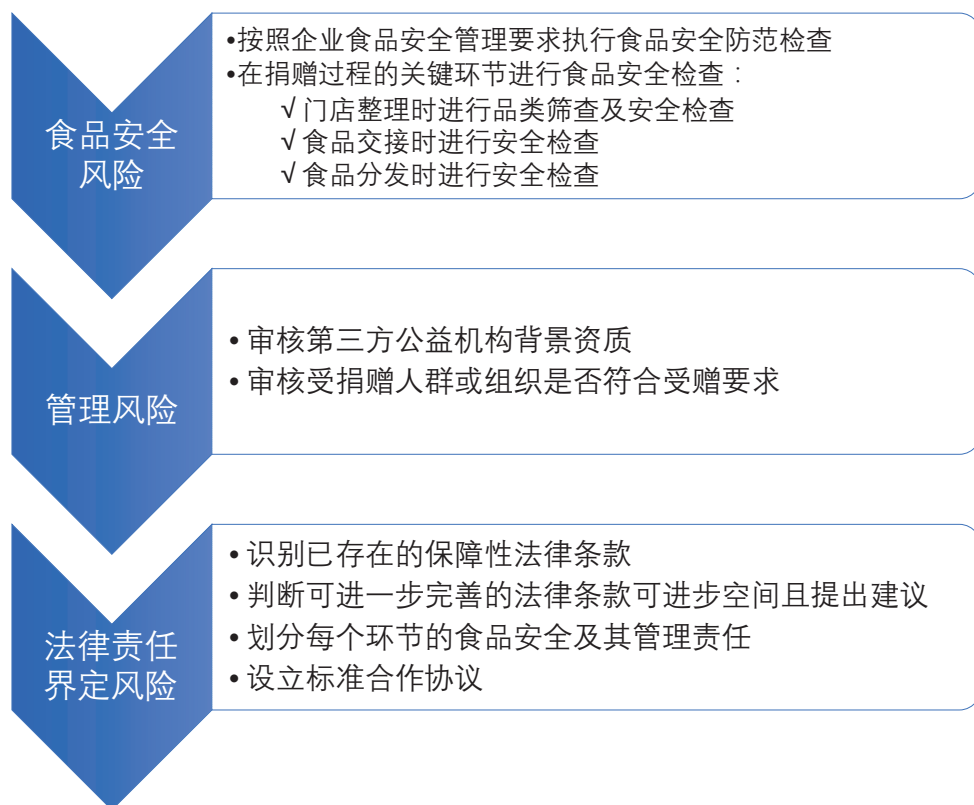 食品安全
风险
•按照企业食品安全管理要求执行食品安全防范检查
•在捐赠过程的关键环节进行食品安全检查：
√ 门店整理时进行品类筛查及安全检查
√ 食品交接时进行安全检查
√ 食品分发时进行安全检查
管理风险
• 审核第三方公益机构背景资质
• 审核受捐赠人群或组织是否符合受赠要求
法律责任
界定风险
• 识别已存在的保障性法律条款
• 判断可进一步完善的法律条款可进步空间且提出建议
• 划分每个环节的食品安全及其管理责任
• 设立标准合作协议